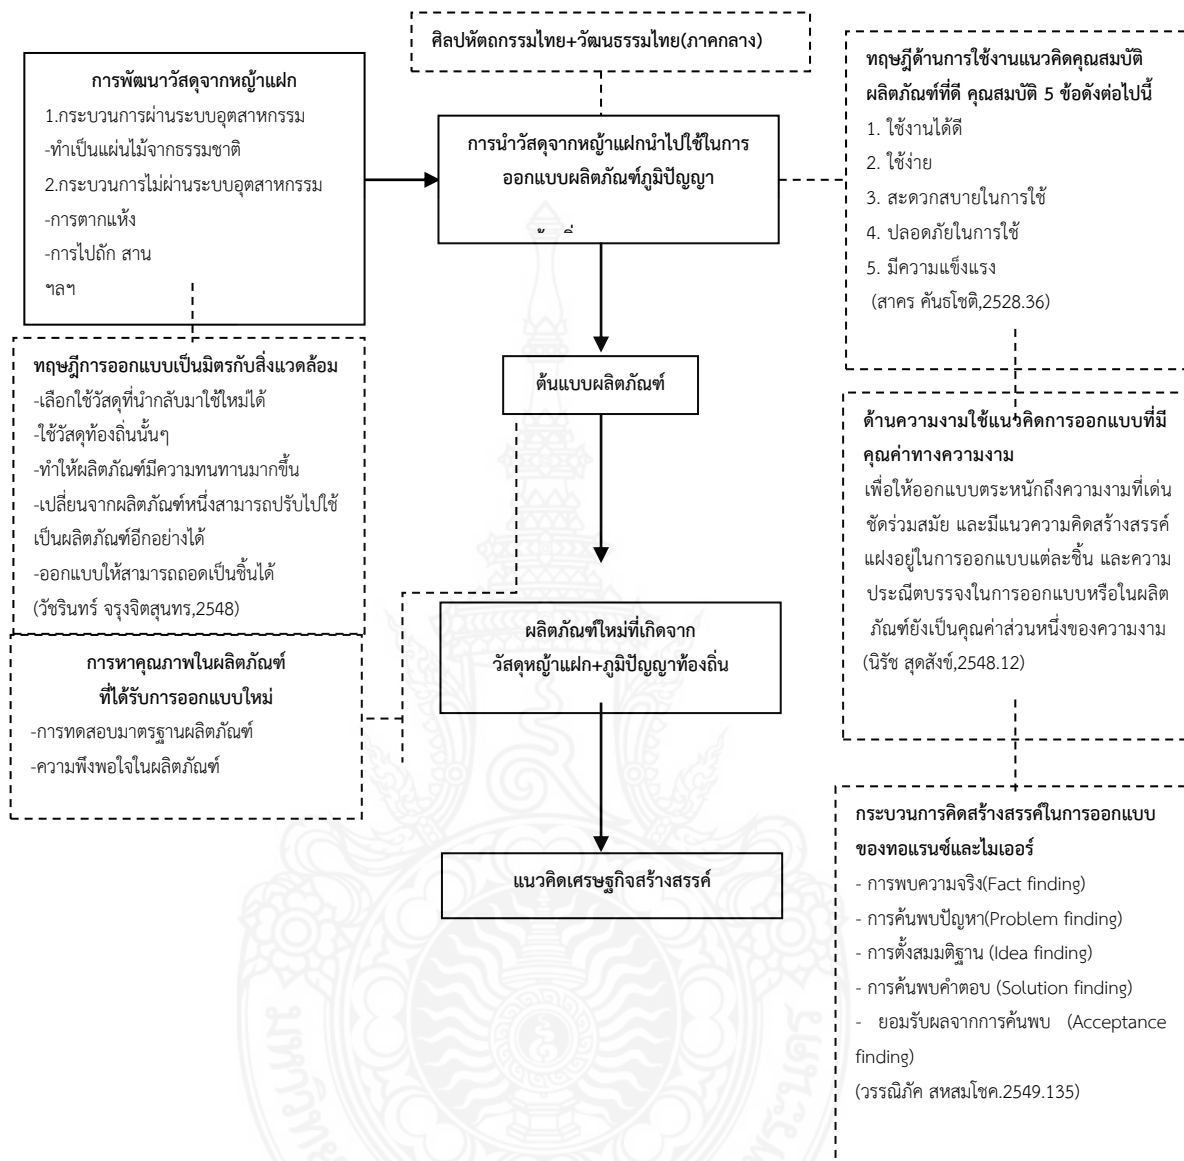 ศิลปหัตถกรรมไทย+วัฒนธรรมไทย(ภาคกลาง)
การพัฒนาวัสดุจากหญ้าแฝก
1.กระบวนการผ่านระบบอุตสาหกรรม
-ทำเป็นแผ่นไม้จากธรรมชาติ
2.กระบวนการไม่ผ่านระบบอุตสาหกรรม
-การตากแห้ง
-การไปถัก สาน
ฯลฯ
การนำวัสดุจากหญ้าแฝกนำไปใช้ในการ
ออกแบบผลิตภัณฑ์ภูมิปัญญา
ทฤษฎีด้านการใช้งานแนวคิดคุณสมบัติ
ผลิตภัณฑ์ที่ดี คุณสมบัติ 5 ข้อดังต่อไปนี้
1. ใช้งานได้ดี
2. ใช้ง่าย
3. สะดวกสบายในการใช้
4. ปลอดภัยในการใช้
5. มีความแข็งแรง
(สาคร คันธโชติ,2528.36)
ทฤษฎีการออกแบบเป็นมิตรกับสิ่งแวดล้อม
-เลือกใช้วัสดุที่นำกลับมาใช้ใหม่ได้
-ใช้วัสดุท้องถิ่นนั้นๆ
-ทำให้ผลิตภัณฑ์มีความทนทานมากขึ้น
-เปลี่ยนจากผลิตภัณฑ์หนึ่งสามารถปรับไปใช้
เป็นผลิตภัณฑ์อีกอย่างได้
-ออกแบบให้สามารถถอดเป็นชิ้นได้
(วัชรินทร์ จรุงจิตสุนทร,2548)
ต้นแบบผลิตภัณฑ์
ด้านความงามใช้แนวคิดการออกแบบที่มี
คุณค่าทางความงาม
เพื่อให้ออกแบบตระหนักถึงความงามที่เด่น
ชัดร่วมสมัย และมีแนวความคิดสร้างสรรค์
แฝงอยู่ในการออกแบบแต่ละชิ้น และความ
ประณีตบรรจงในการออกแบบหรือในผลิต
ภัณฑ์ยังเป็นคุณค่าส่วนหนึ่งของความงาม
(นิรัช สุดสังข์,2548.12)
การหาคุณภาพในผลิตภัณฑ์
ที่ได้รับการออกแบบใหม่
-การทดสอบมาตรฐานผลิตภัณฑ์
-ความพึงพอใจในผลิตภัณฑ์
ผลิตภัณฑ์ใหม่ที่เกิดจาก
วัสดุหญ้าแฝก+ภูมิปัญญาท้องถิ่น
แนวคิดเศรษฐกิจสร้างสรรค์
กระบวนการคิดสร้างสรรค์ในการออกแบบ
ของทอแรนซ์และไมเออร์
- การพบความจริง(Fact finding)
- การค้นพบปัญหา(Problem finding)
- การตั้งสมมติฐาน (Idea finding)
- การค้นพบคำตอบ (Solution finding)
- ยอมรับผลจากการค้นพบ (Acceptance
finding)
(วรรณิภัค สหสมโชค.2549.135)